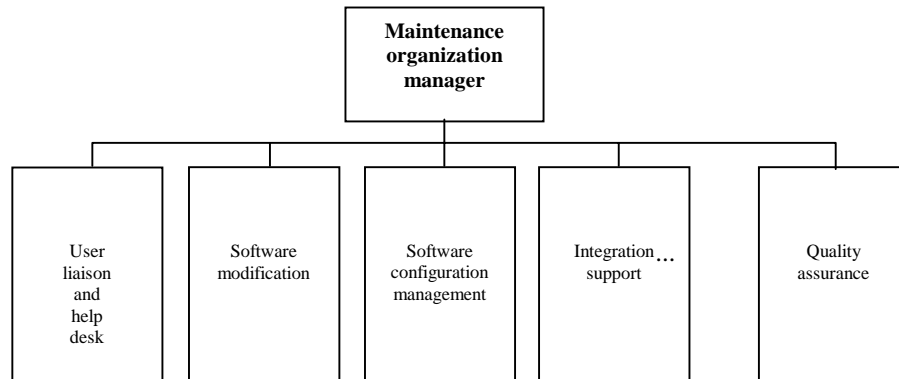 Maintenance
organization
manager
User
liaison
and
help
desk
Software
modification
Software
configuration
management
Integration...
support
Quality
assurance